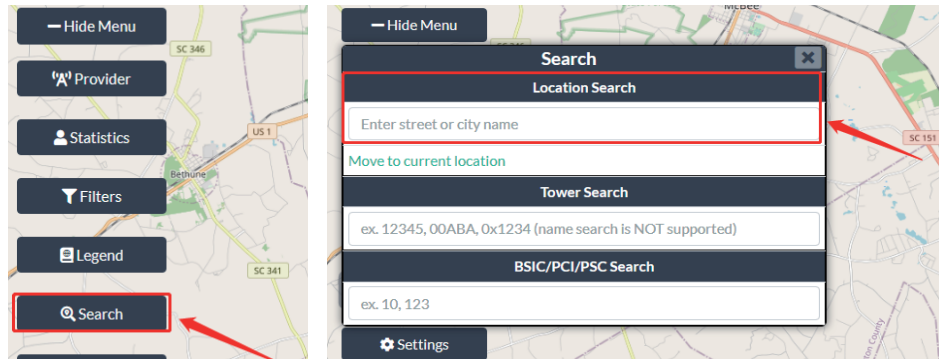 Hide Menu
SC 346
Provider
Statistics
US 1
Bethune
Filters
Legend
SC 341
Search
Hide Menu
McBee
Search
Location Search
Enter street or city name
SC 151
Move to current location
Tower Search
ex. 12345, 00ABA, 0x1234 (name search is NOT supported)
BSIC/PCI/PSC Search
ex. 10, 123
Settings